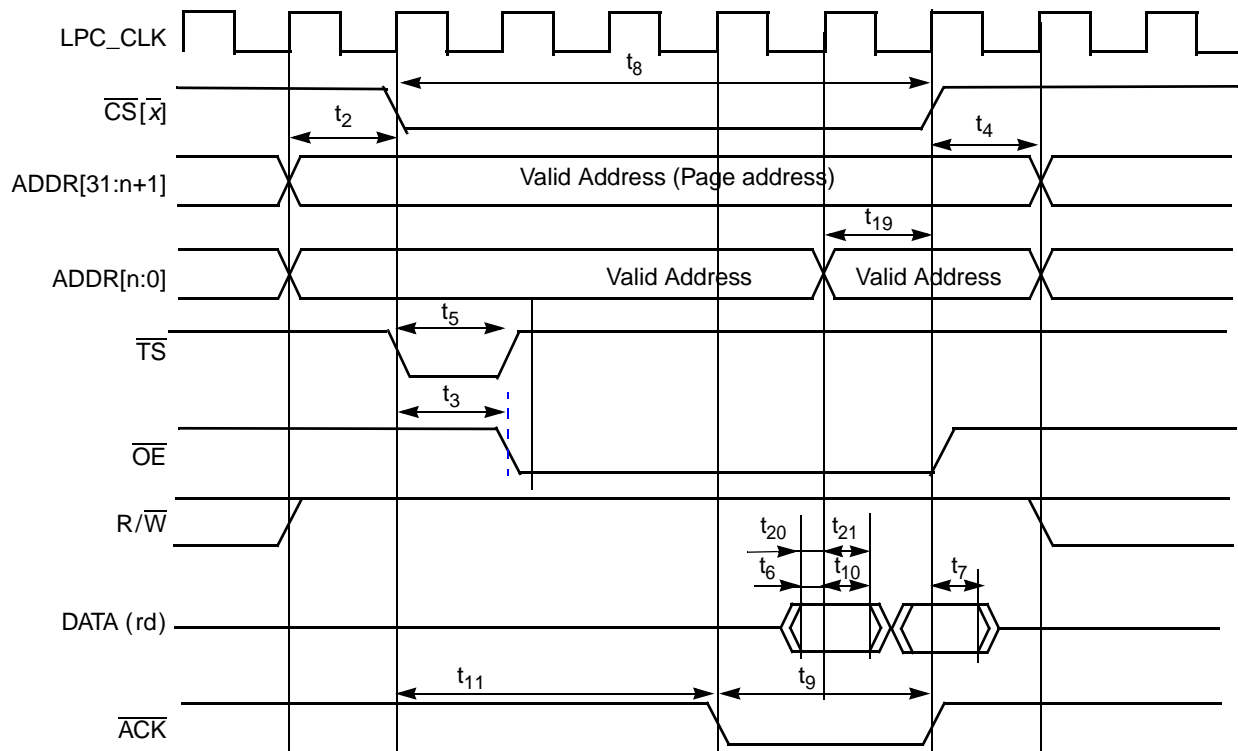 LPC_CLK
t8
CS[x]
t2
t4
ADDR[31:n+1]
Valid Address (Page address)
t19
ADDR[n:0]
Valid Address
Valid Address
t5
TS
t3
OE
R/W
t20
t21
t6
t10
t7
DATA (rd)
t11
t9
ACK